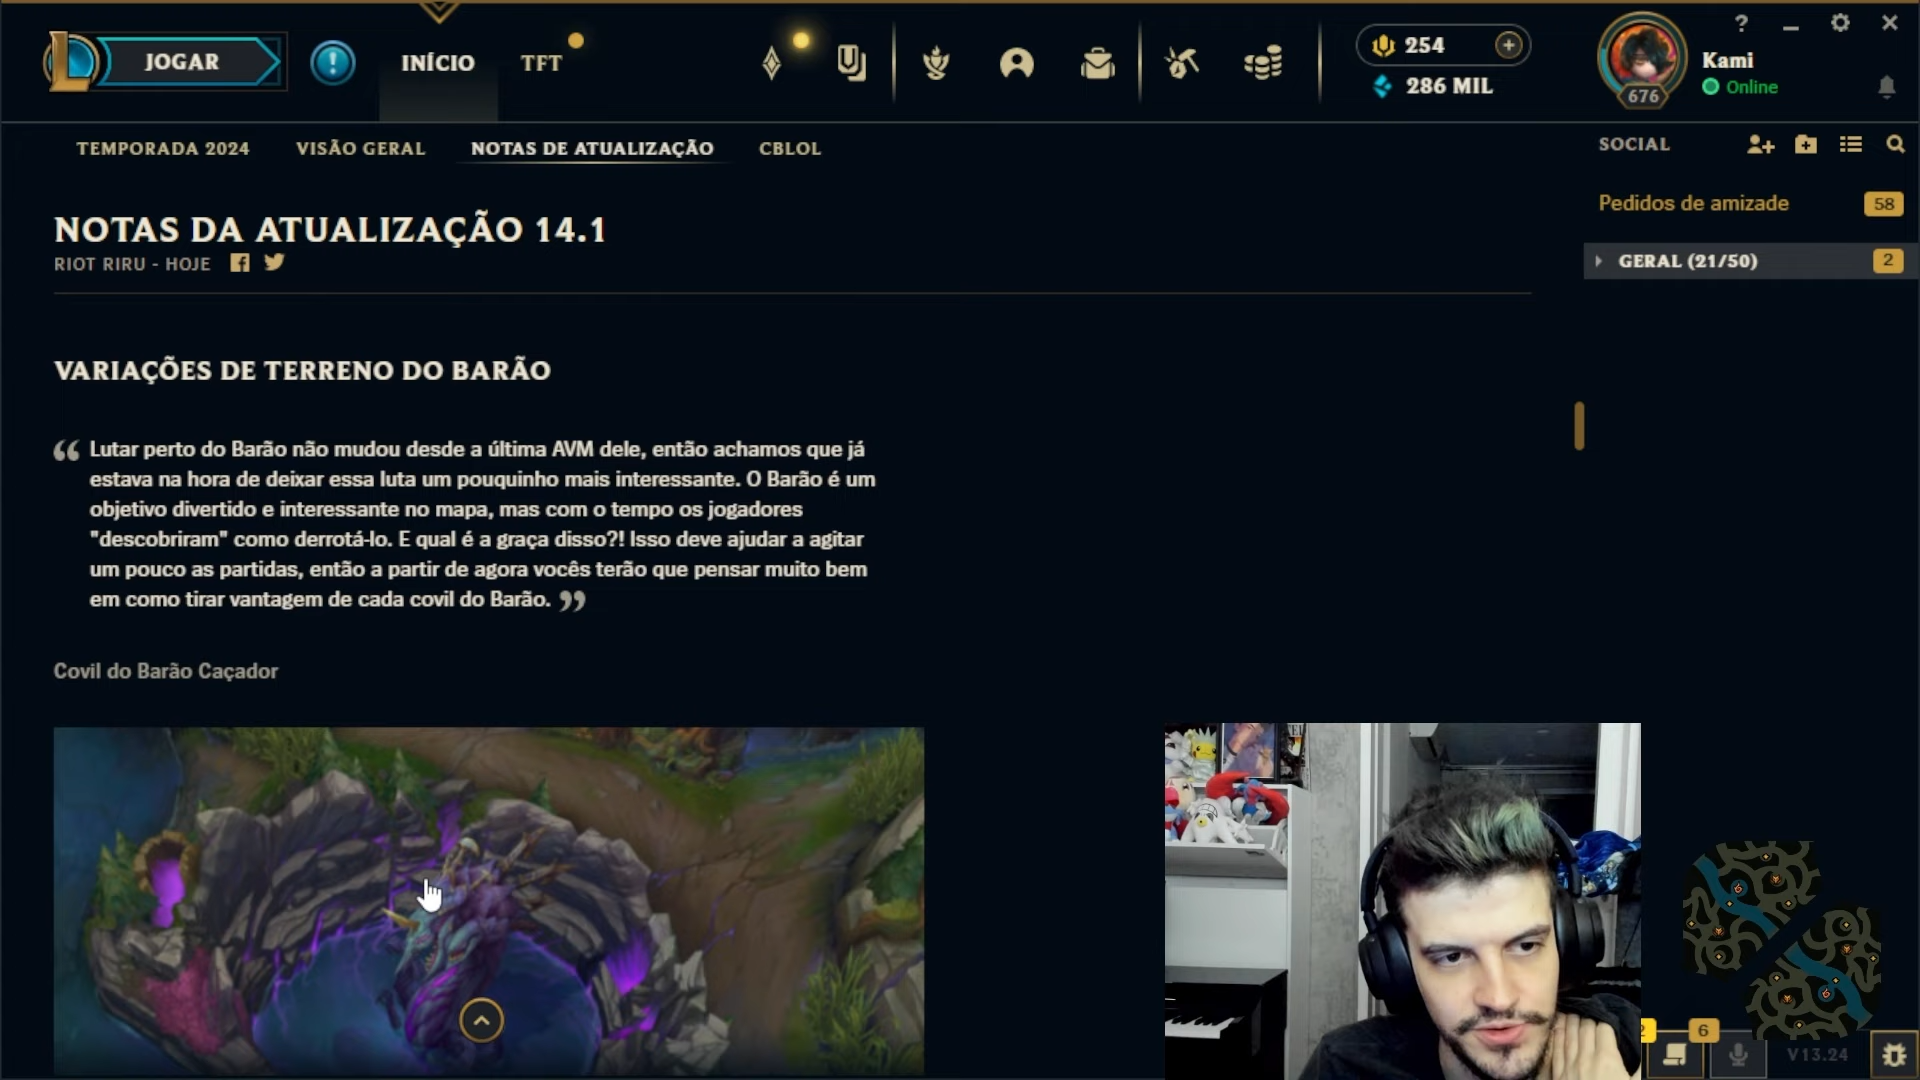 JOGAR
INÍCIO
TFT
254
286 MIL
676
Kami
Online
TEMPORADA 2024
VISÃO GERAL
NOTAS DE ATUALIZAÇÃO
CBLOL
SOCIAL
Pedidos de amizade
58
GERAL (21/50)
2
NOTAS DA ATUALIZAÇÃO 14.1
RIOT RIRU - HOJE
VARIAÇÕES DE TERRENO DO BARÃO
“ Lutar perto do Barão não mudou desde a última AVM dele, então achamos que já
estava na hora de deixar essa luta um pouquinho mais interessante. O Barão é um
objetivo divertido e interessante no mapa, mas com o tempo os jogadores
"descobriram" como derrotá-lo. E qual é a graça disso?! Isso deve ajudar a agitar
um pouco as partidas, então a partir de agora vocês terão que pensar muito bem
em como tirar vantagem de cada covil do Barão. ”
Covil do Barão Caçador
2
6
V13.24